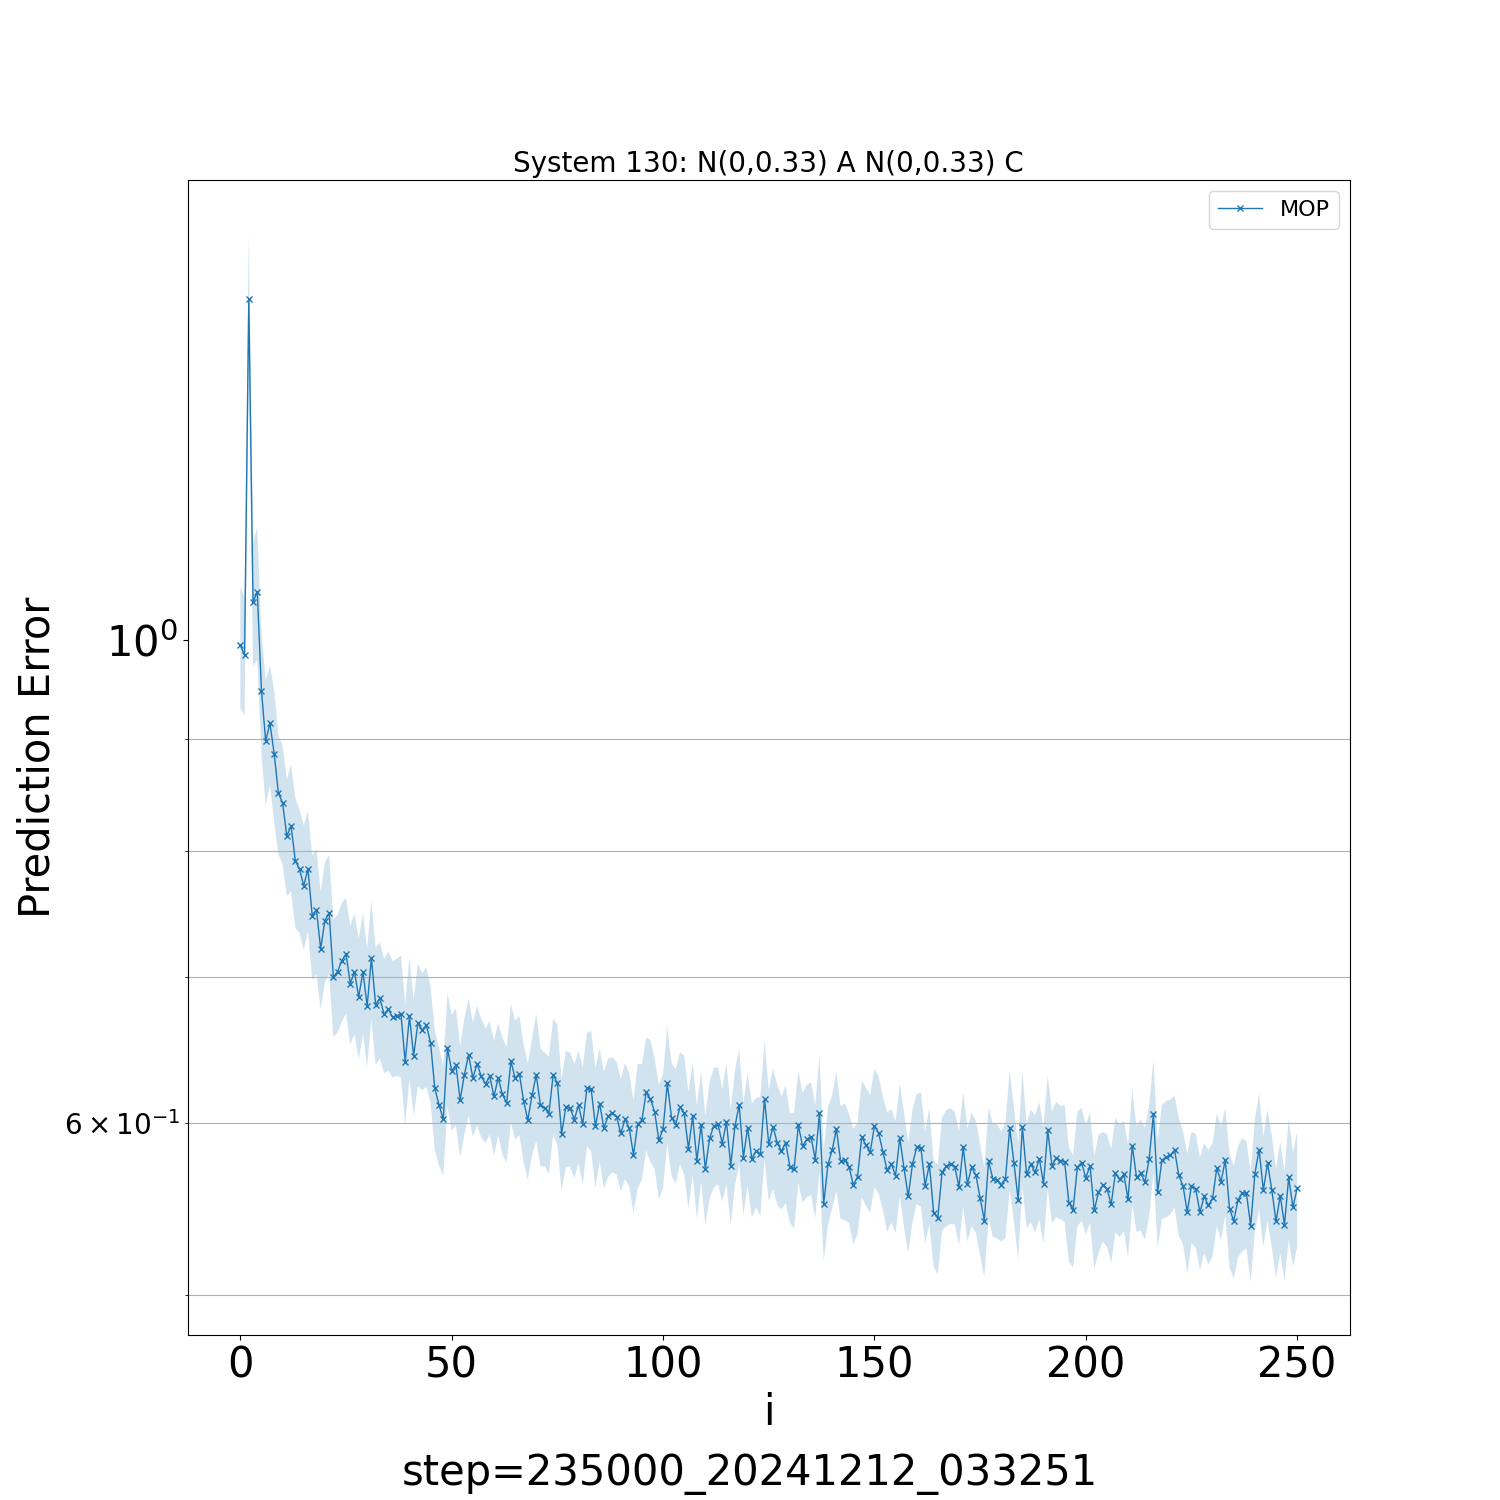 System 130: N(0,0.33) A N(0,0.33) C
MOP
Prediction Error
10⁰
6 × 10⁻¹
0 50 100 150 200 250
i
step=235000_20241212_033251